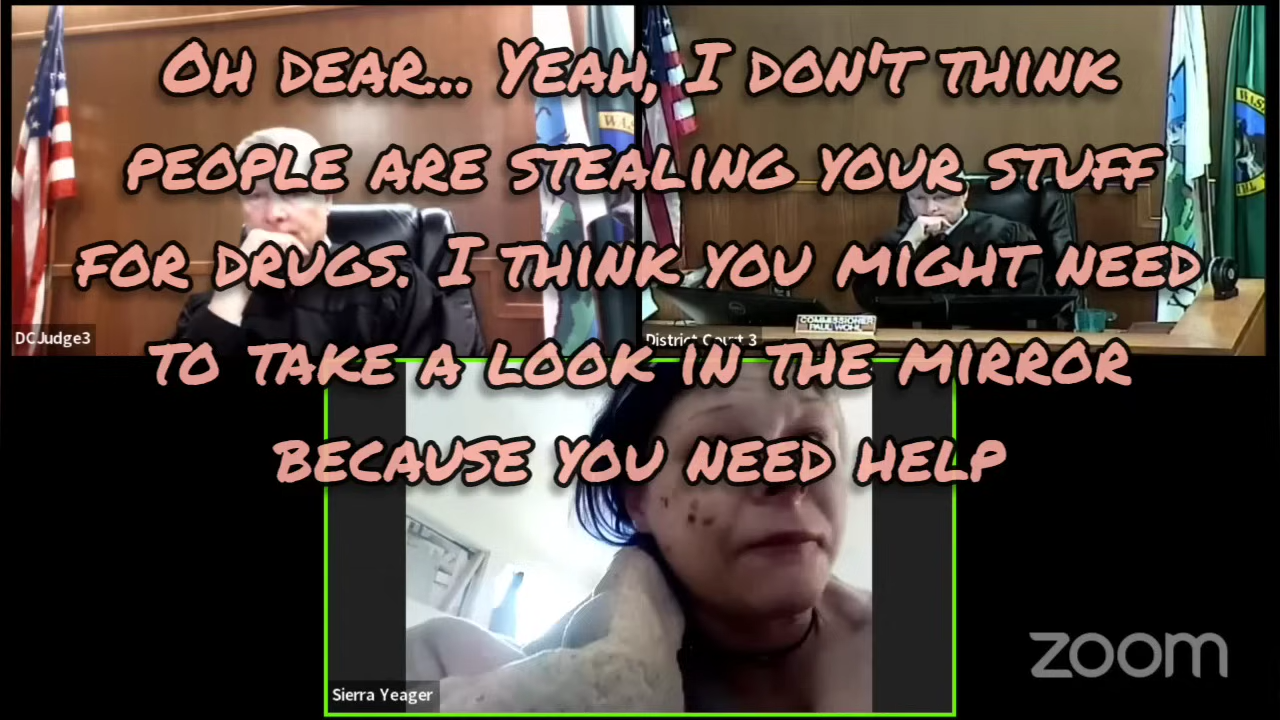 Oh dear... Yeah, I don't think
people are stealing your stuff
for drugs. I think you might need
to take a look in the mirror
because you need help
DCJudge3
District Court 3
COMMISSIONER
PAUL WOHL
Sierra Yeager
zoom